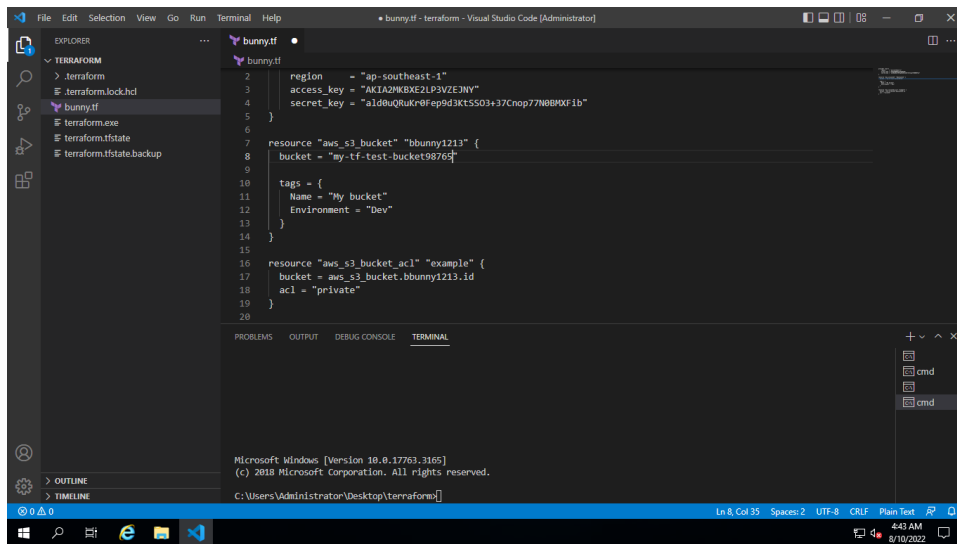 File Edit Selection View Go Run Terminal Help
● bunny.tf - terraform - Visual Studio Code [Administrator]
EXPLORER
TERRAFORM
.terraform
.terraform.lock.hcl
bunny.tf
terraform.exe
terraform.tfstate
terraform.tfstate.backup
OUTLINE
TIMELINE
bunny.tf
bunny.tf
2 region = "ap-southeast-1"
3 access_key = "AKIA2MKBXE2LP3VZEJNY"
4 secret_key = "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"
5 }
6
7 resource "aws_s3_bucket" "bbunny1213" {
8 bucket = "my-tf-test-bucket98765"
9
10 tags = {
11 Name = "My bucket"
12 Environment = "Dev"
13 }
14 }
15
16 resource "aws_s3_bucket_acl" "example" {
17 bucket = aws_s3_bucket.bbunny1213.id
18 acl = "private"
19 }
20
PROBLEMS OUTPUT DEBUG CONSOLE TERMINAL
cmd
cmd
Microsoft Windows [Version 10.0.17763.3165]
(c) 2018 Microsoft Corporation. All rights reserved.
C:\Users\Administrator\Desktop\terraform>
0 0
Ln 8, Col 35 Spaces: 2 UTF-8 CRLF Plain Text
4:43 AM
8/10/2022